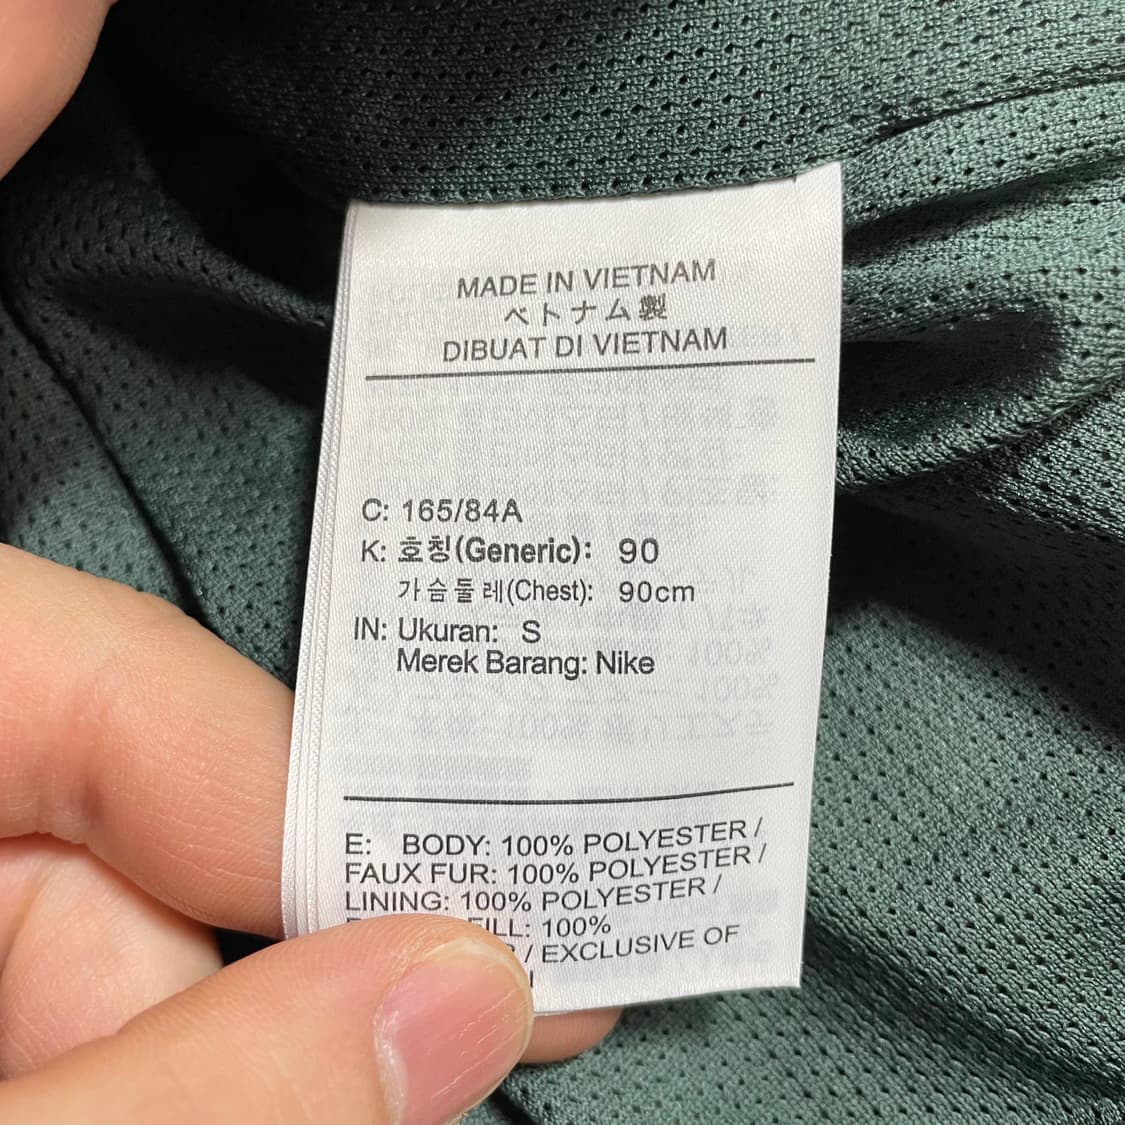 MADE IN VIETNAM
ベトナム製
DIBUAT DI VIETNAM
C: 165/84A
K: 호칭(Generic): 90
가슴둘레(Chest): 90cm
IN: Ukuran: S
Merek Barang: Nike
E: BODY: 100% POLYESTER /
FAUX FUR: 100% POLYESTER /
LINING: 100% POLYESTER /
FILL: 100%
/ EXCLUSIVE OF